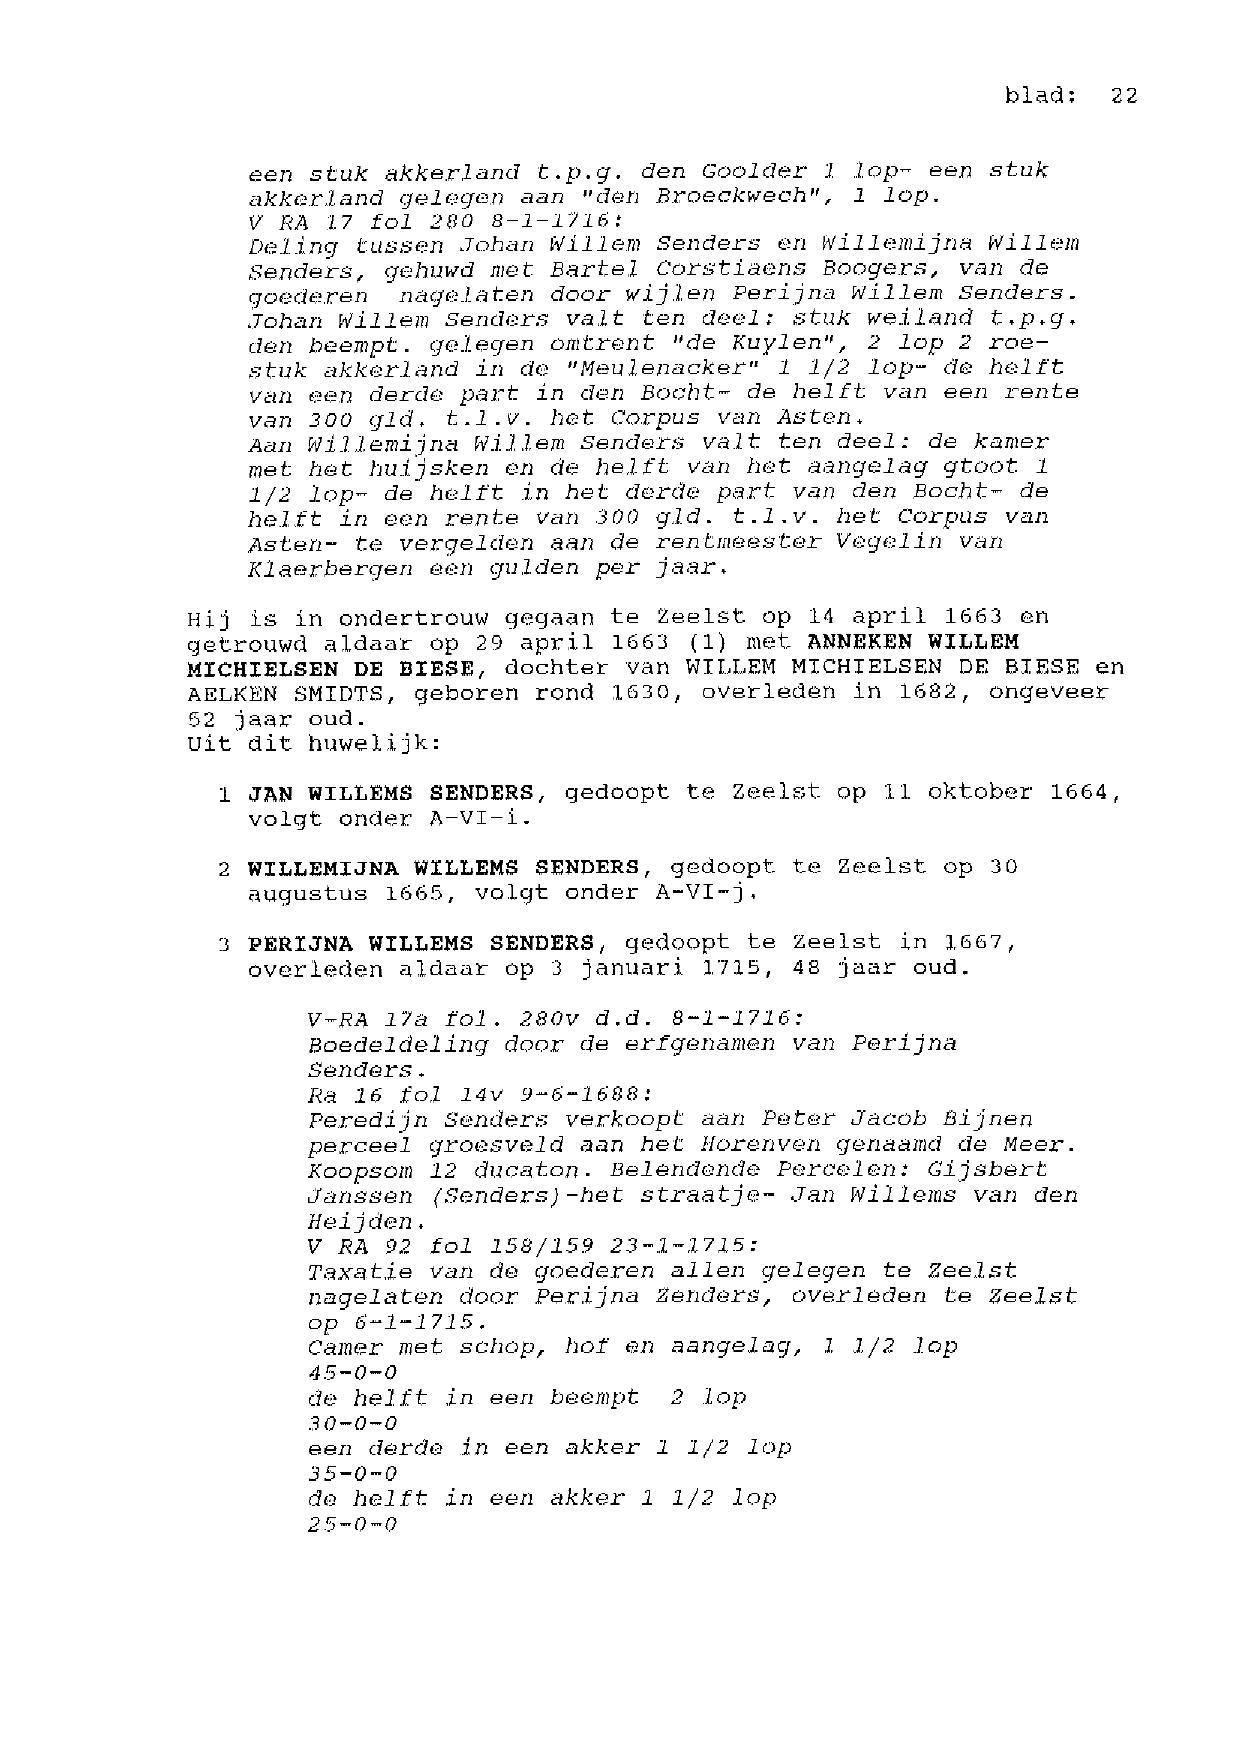 blad: 22
een stuk akkerland t.p.g. den Goolder 1 lop- een stuk
akkerland gelegen aan "den Broeckwech", 1 lop.
V RA 17 fol 280 8-1-1716:
Deling tussen Johan Willem Senders en Willemijna Willem
Senders, gehuwd met Bartel Corstiaens Boogers, van de
goederen nagelaten door wijlen Perijna Willem Senders.
Johan Willem Senders valt ten deel: stuk weiland t.p.g.
den beempt. gelegen omtrent "de Kuylen", 2 lop 2 roe-
stuk akkerland in de "Meulenacker" 1 1/2 lop- de helft
van een derde part in den Bocht- de helft van een rente
van 300 gld. t.l.v. het Corpus van Asten.
Aan Willemijna Willem Senders valt ten deel: de kamer
met het huijsken en de helft van het aangelag gtoot 1
1/2 lop- de helft in het derde part van den Bocht- de
helft in een rente van 300 gld. t.l.v. het Corpus van
Asten- te vergelden aan de rentmeester Vegelin van
Klaerbergen een gulden per jaar.
Hij is in ondertrouw gegaan te Zeelst op 14 april 1663 en
getrouwd aldaar op 29 april 1663 (1) met ANNEKEN WILLEM
MICHIELSEN DE BIESE, dochter van WILLEM MICHIELSEN DE BIESE en
AELKEN SMIDTS, geboren rond 1630, overleden in 1682, ongeveer
52 jaar oud.
Uit dit huwelijk:
1 JAN WILLEMS SENDERS, gedoopt te Zeelst op 11 oktober 1664,
volgt onder A-VI-i.
2 WILLEMIJNA WILLEMS SENDERS, gedoopt te Zeelst op 30
augustus 1665, volgt onder A-VI-j.
3 PERIJNA WILLEMS SENDERS, gedoopt te Zeelst in 1667,
overleden aldaar op 3 januari 1715, 48 jaar oud.
V-RA 17a fol. 280v d.d. 8-1-1716:
Boedeldeling door de erfgenamen van Perijna
Senders.
Ra 16 fol 14v 9-6-1688:
Peredijn Senders verkoopt aan Peter Jacob Bijnen
perceel groesveld aan het Horenven genaamd de Meer.
Koopsom 12 ducaton. Belendende Percelen: Gijsbert
Janssen (Senders)-het straatje- Jan Willems van den
Heijden.
V RA 92 fol 158/159 23-1-1715:
Taxatie van de goederen allen gelegen te Zeelst
nagelaten door Perijna Zenders, overleden te Zeelst
op 6-1-1715.
Camer met schop, hof en aangelag, 1 1/2 lop
45-0-0
de helft in een beempt 2 lop
30-0-0
een derde in een akker 1 1/2 lop
35-0-0
de helft in een akker 1 1/2 lop
25-0-0